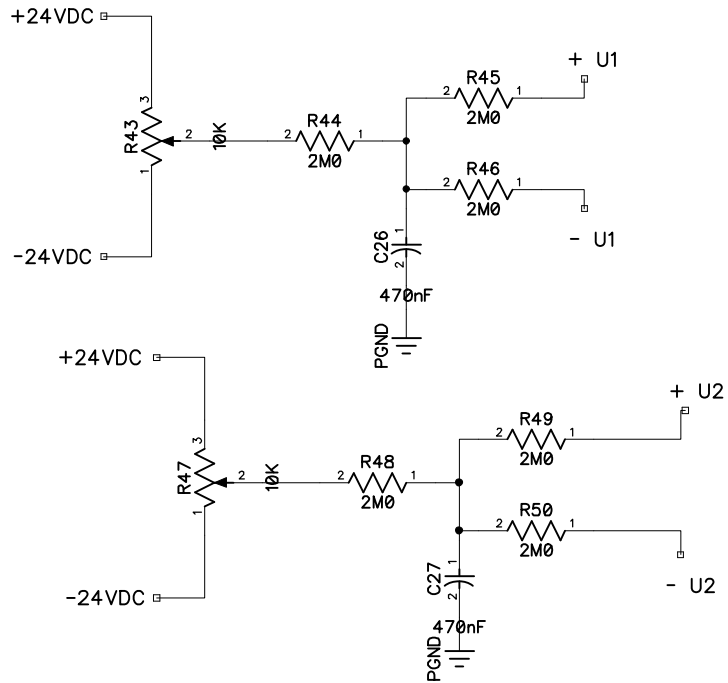 +24VDC
+ U1
R45
2 1
2M0
3
R43
2
10K
R44
2 1
2M0
1
R46
2 1
2M0
- U1
-24VDC
1
C26
2
470nF
PGND
+24VDC
+ U2
R49
2 1
2M0
3
R47
2
10K
R48
2 1
2M0
1
R50
2 1
2M0
- U2
-24VDC
1
C27
2
470nF
PGND